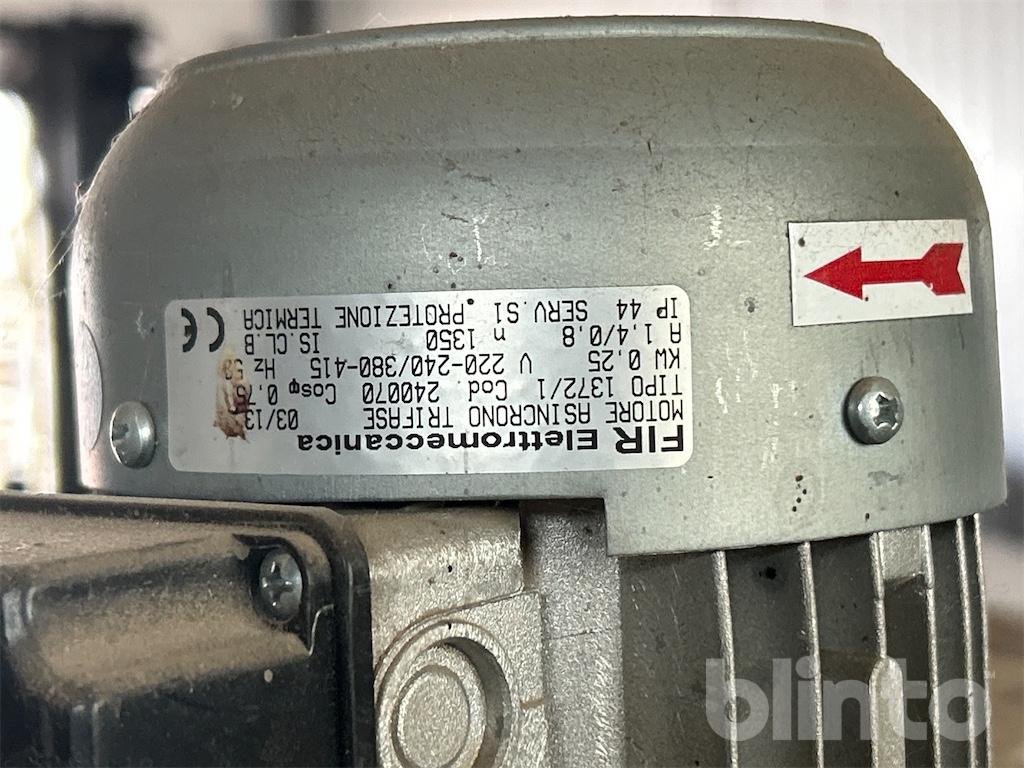 FIR Elettromeccanica
MOTORE ASINCRONO TRIFASE 03/13
TIPO 1372/1 Cod. 240070 Cosφ 0,75
KW 0,25 V 220-240/380-415 Hz 50
A 1,4/0,8 n 1350 IS.CL.B
IP 44 SERV.S1 PROTEZIONE TERMICA
CE
blinto